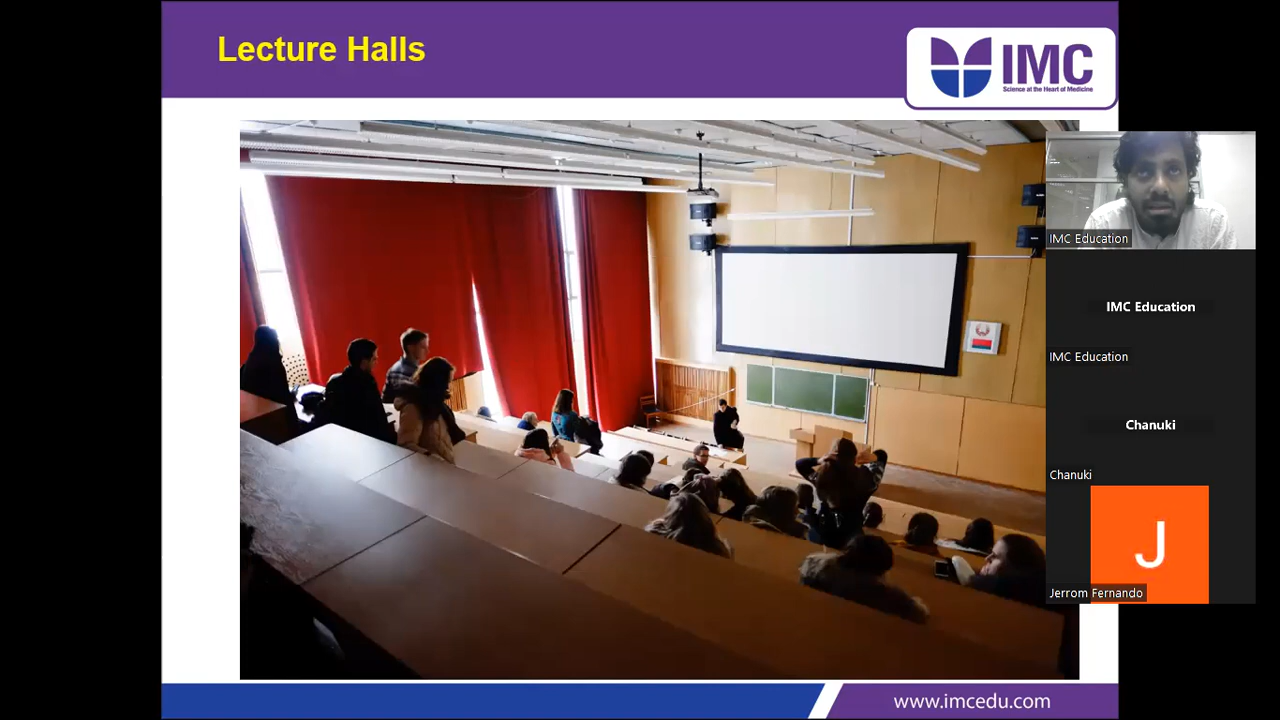 Lecture Halls
IMC
Science at the Heart of Medicine
IMC Education
IMC Education
IMC Education
Chanuki
Chanuki
J
Jerrom Fernando
www.imcedu.com